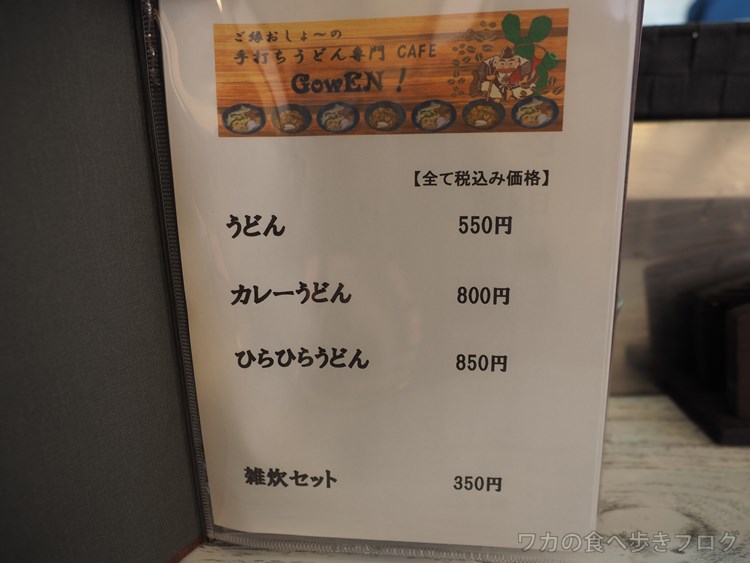 ご縁おしょ〜の
手打ちうどん専門 CAFE
GowEN!
【全て税込み価格】
うどん 550円
カレーうどん 800円
ひらひらうどん 850円
雑炊セット 350円
ワカの食べ歩きブログ